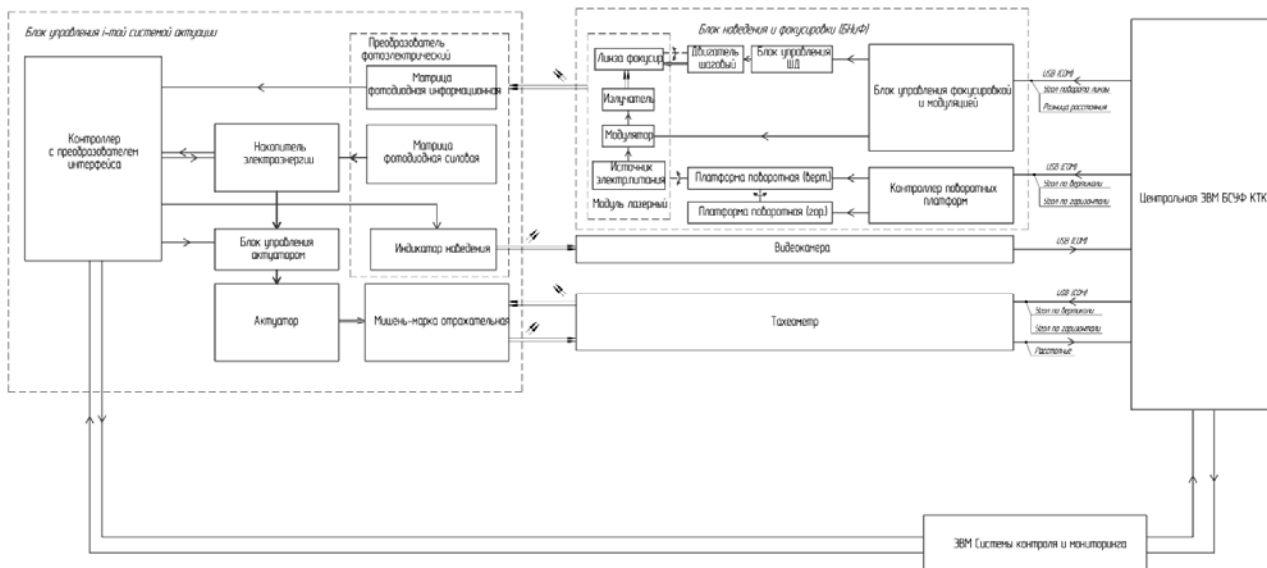 Блок управления i-той системой актуации
Контроллер
с преобразователем
интерфейса
Преобразователь
фотоэлектрический
Матрица
фотодиодная информационная
Накопитель
электроэнергии
Матрица
фотодиодная силовая
Блок управления
актуатором
Индикатор наведения
Актуатор
Мишень-марка отражательная
Блок наведения и фокусировки (БНиФ)
Линза фокусир
Двигатель
шаговый
Блок управления
ШД
Излучатель
Модулятор
Источник
электр.питания
Модуль лазерный
Блок управления фокусировкой
и модуляцией
Платформа поворотная (верт.)
Платформа поворотная (гор.)
Контроллер поворотных
платформ
Видеокамера
Тахеометр
USB (COM)
Угол поворота линзы
Разница расстояния
USB (COM)
Угол по вертикали
Угол по горизонтали
USB (COM)
USB (COM)
Угол по вертикали
Угол по горизонтали
Расстояние
Центральная ЭВМ БСУФ КТК
ЭВМ Системы контроля и мониторинга